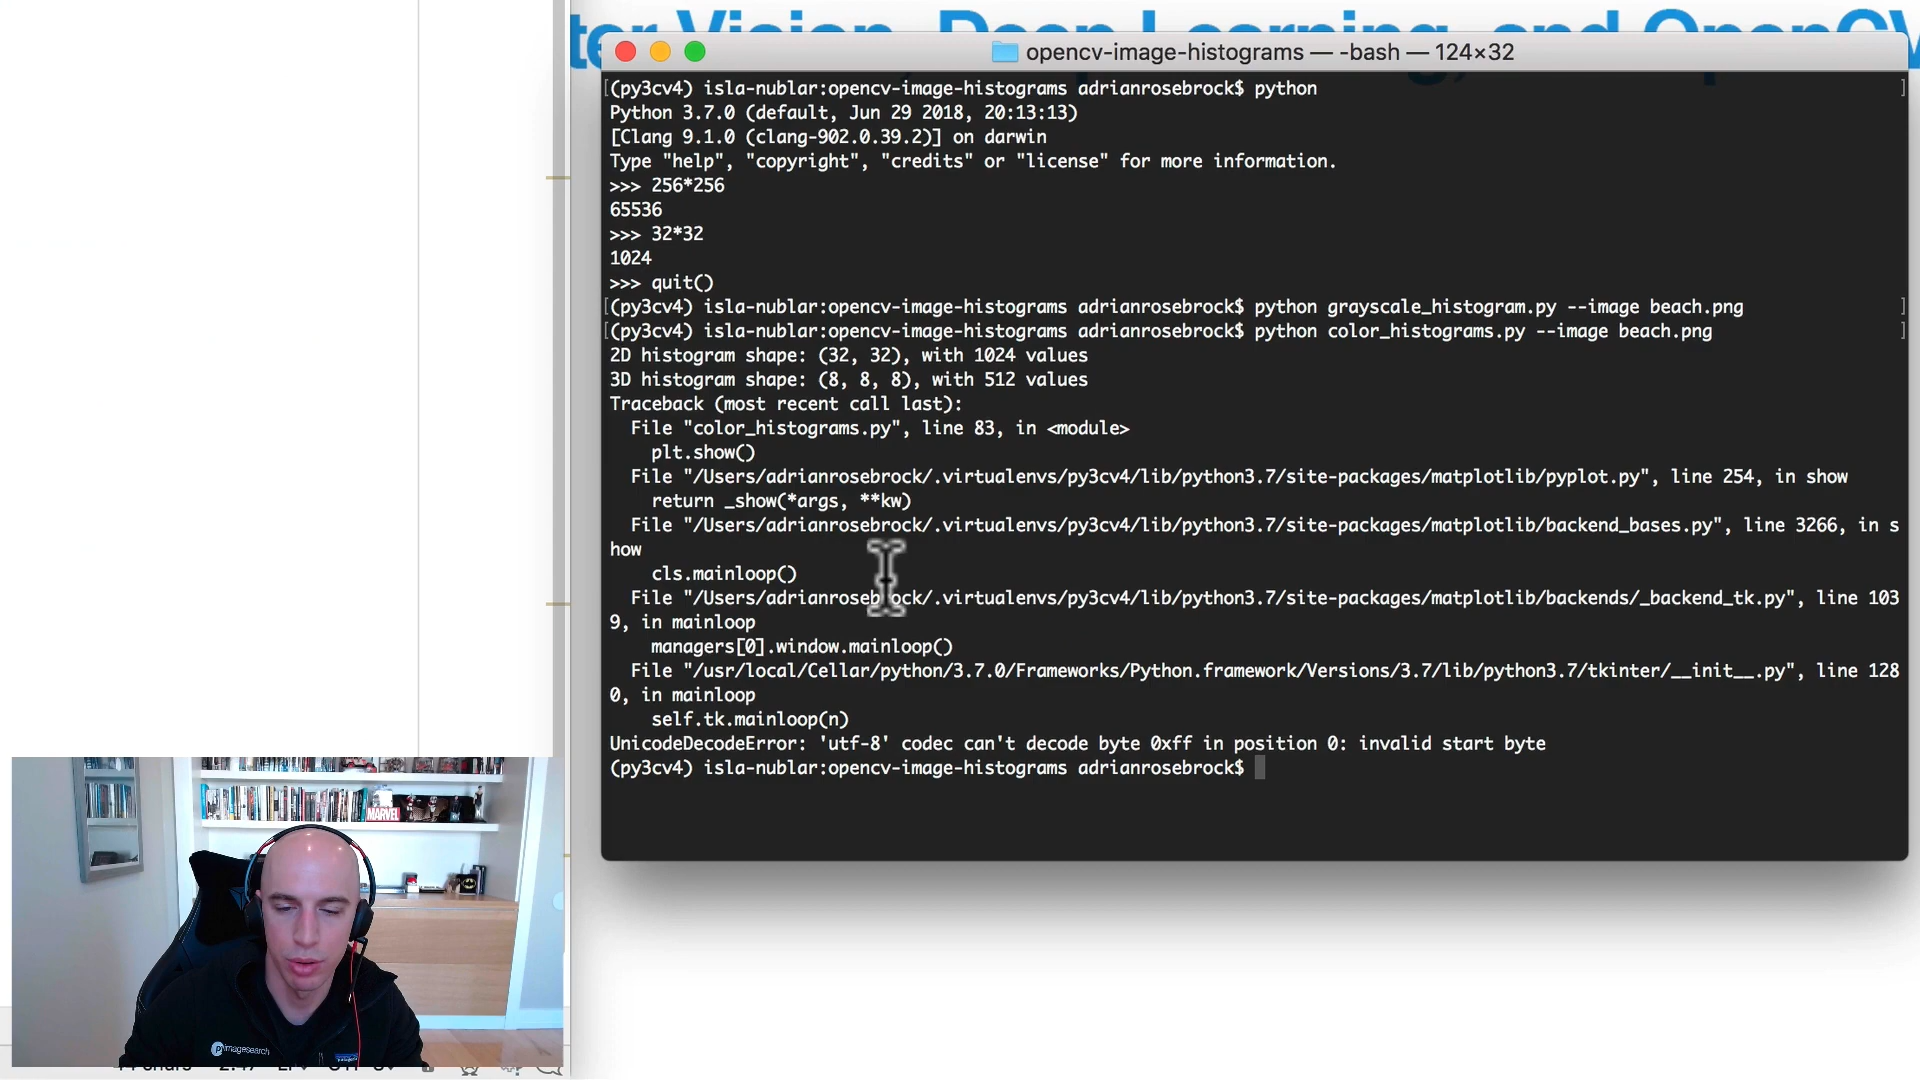 ter Vision, Deep Learning, and OpenCV
opencv-image-histograms — -bash — 124×32
[(py3cv4) isla-nublar:opencv-image-histograms adrianrosebrock$ python ]
Python 3.7.0 (default, Jun 29 2018, 20:13:13)
[Clang 9.1.0 (clang-902.0.39.2)] on darwin
Type "help", "copyright", "credits" or "license" for more information.
>>> 256*256
65536
>>> 32*32
1024
>>> quit()
[(py3cv4) isla-nublar:opencv-image-histograms adrianrosebrock$ python grayscale_histogram.py --image beach.png ]
[(py3cv4) isla-nublar:opencv-image-histograms adrianrosebrock$ python color_histograms.py --image beach.png ]
2D histogram shape: (32, 32), with 1024 values
3D histogram shape: (8, 8, 8), with 512 values
Traceback (most recent call last):
File "color_histograms.py", line 83, in <module>
plt.show()
File "/Users/adrianrosebrock/.virtualenvs/py3cv4/lib/python3.7/site-packages/matplotlib/pyplot.py", line 254, in show
return _show(*args, **kw)
File "/Users/adrianrosebrock/.virtualenvs/py3cv4/lib/python3.7/site-packages/matplotlib/backend_bases.py", line 3266, in s
how
cls.mainloop()
File "/Users/adrianrosebrock/.virtualenvs/py3cv4/lib/python3.7/site-packages/matplotlib/backends/_backend_tk.py", line 103
9, in mainloop
managers[0].window.mainloop()
File "/usr/local/Cellar/python/3.7.0/Frameworks/Python.framework/Versions/3.7/lib/python3.7/tkinter/__init__.py", line 128
0, in mainloop
self.tk.mainloop(n)
UnicodeDecodeError: 'utf-8' codec can't decode byte 0xff in position 0: invalid start byte
(py3cv4) isla-nublar:opencv-image-histograms adrianrosebrock$
MARVEL
pyimagesearch